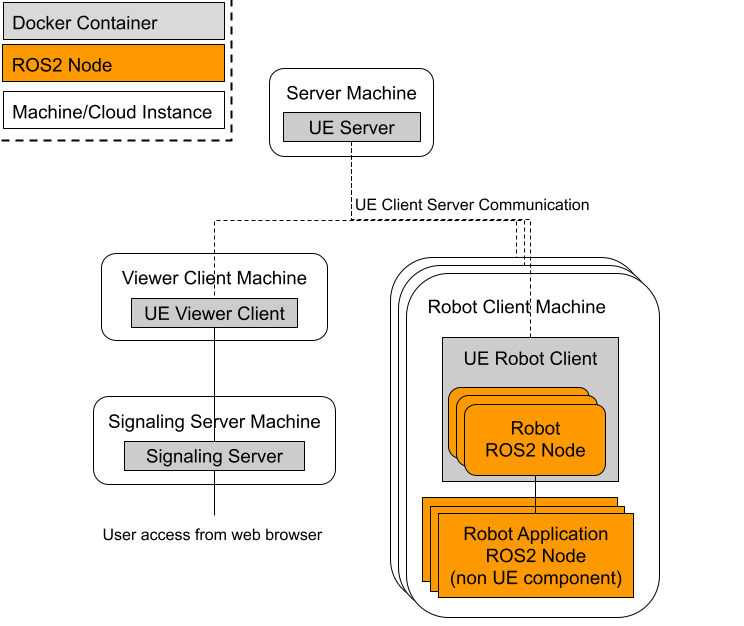 Docker Container
ROS2 Node
Machine/Cloud Instance
Server Machine
UE Server
UE Client Server Communication
Viewer Client Machine
UE Viewer Client
Signaling Server Machine
Signaling Server
User access from web browser
Robot Client Machine
UE Robot Client
Robot
ROS2 Node
Robot Application
ROS2 Node
(non UE component)